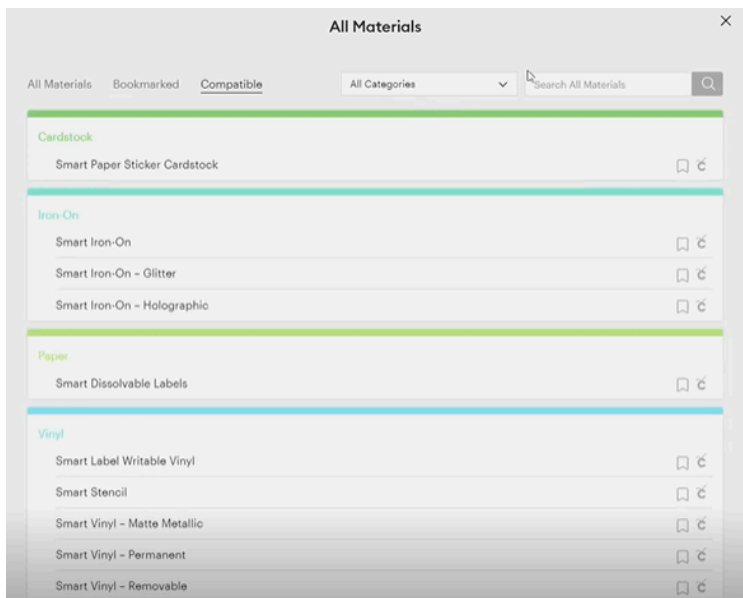 All Materials
All Materials Bookmarked Compatible All Categories Search All Materials
Cardstock
Smart Paper Sticker Cardstock
Iron-On
Smart Iron-On
Smart Iron-On – Glitter
Smart Iron-On – Holographic
Paper
Smart Dissolvable Labels
Vinyl
Smart Label Writable Vinyl
Smart Stencil
Smart Vinyl – Matte Metallic
Smart Vinyl – Permanent
Smart Vinyl – Removable